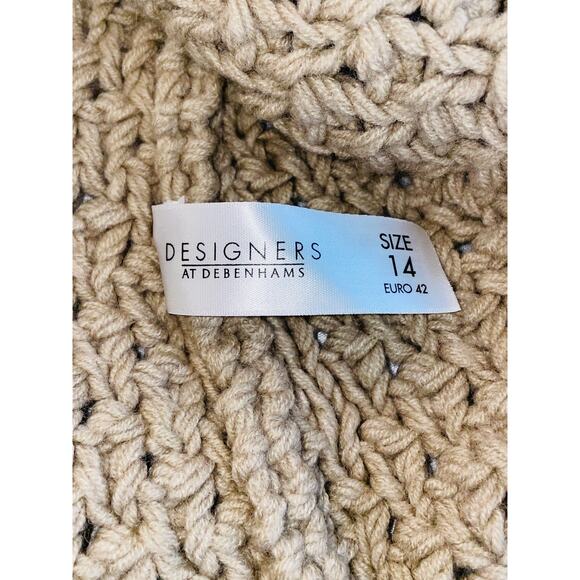 DESIGNERS
AT DEBENHAMS
SIZE
14
EURO 42